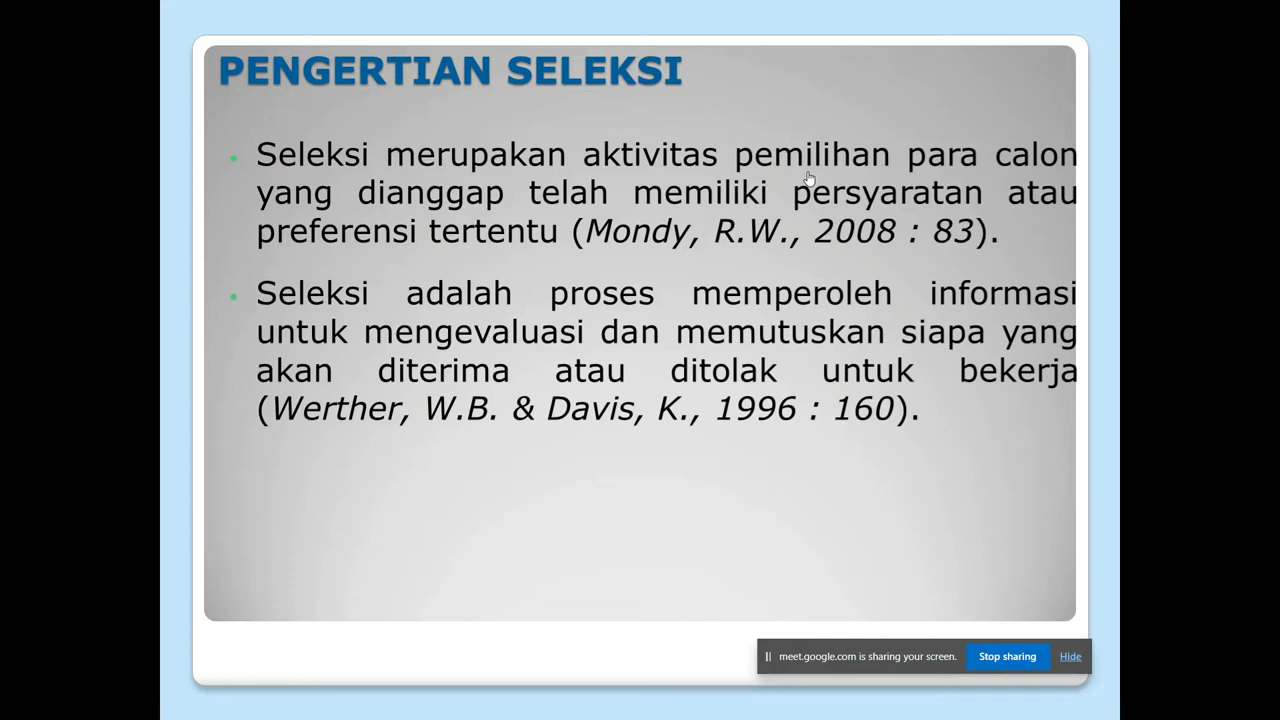 PENGERTIAN SELEKSI
• Seleksi merupakan aktivitas pemilihan para calon
yang dianggap telah memiliki persyaratan atau
preferensi tertentu (Mondy, R.W., 2008 : 83).
• Seleksi adalah proses memperoleh informasi
untuk mengevaluasi dan memutuskan siapa yang
akan diterima atau ditolak untuk bekerja
(Werther, W.B. & Davis, K., 1996 : 160).
meet.google.com is sharing your screen. Stop sharing Hide